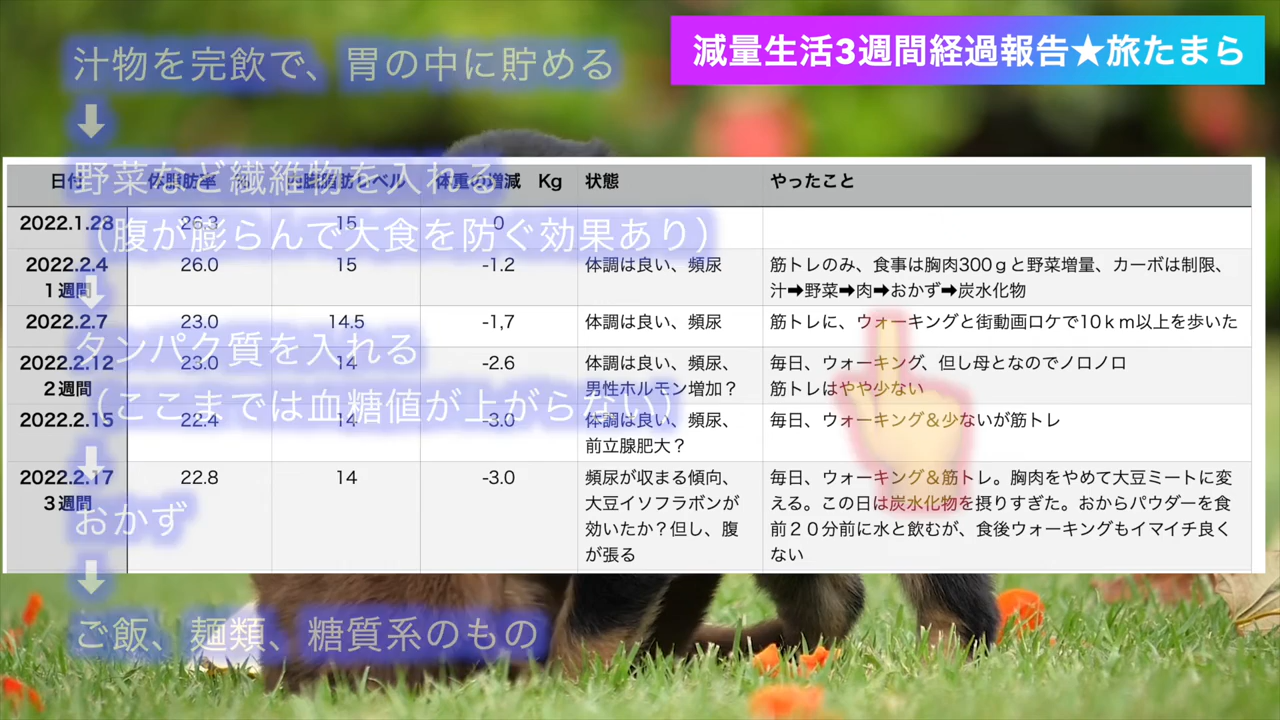 減量生活3週間経過報告★旅たまら
汁物を完飲で、胃の中に貯める
野菜など繊維物を入れる
（腹が膨らんで大食を防ぐ効果あり）
タンパク質を入れる
（ここまでは血糖値が上がらない）
おかず
ご飯、麺類、糖質系のもの
日付 体脂肪率 % 内臓脂肪レベル 体重の増減 Kg 状態 やったこと
2022.1.28 26.3 15 0
2022.2.4 26.0 15 -1.2 体調は良い、頻尿 筋トレのみ、食事は胸肉300ｇと野菜増量、カーボは制限、
1週間 汁➡野菜➡肉➡おかず➡炭水化物
2022.2.7 23.0 14.5 -1,7 体調は良い、頻尿 筋トレに、ウォーキングと街動画ロケで10ｋｍ以上を歩いた
2022.2.12 23.0 14 -2.6 体調は良い、頻尿、 毎日、ウォーキング、但し母となのでノロノロ
2週間 男性ホルモン増加？ 筋トレはやや少ない
2022.2.15 22.4 14 -3.0 体調は良い、頻尿、 毎日、ウォーキング＆少ないが筋トレ
前立腺肥大？
2022.2.17 22.8 14 -3.0 頻尿が収まる傾向、 毎日、ウォーキング＆筋トレ。胸肉をやめて大豆ミートに変
3週間 大豆イソフラボンが える。この日は炭水化物を摂りすぎた。おからパウダーを食
効いたか？但し、腹 前２０分前に水と飲むが、食後ウォーキングもイマイチ良く
が張る ない